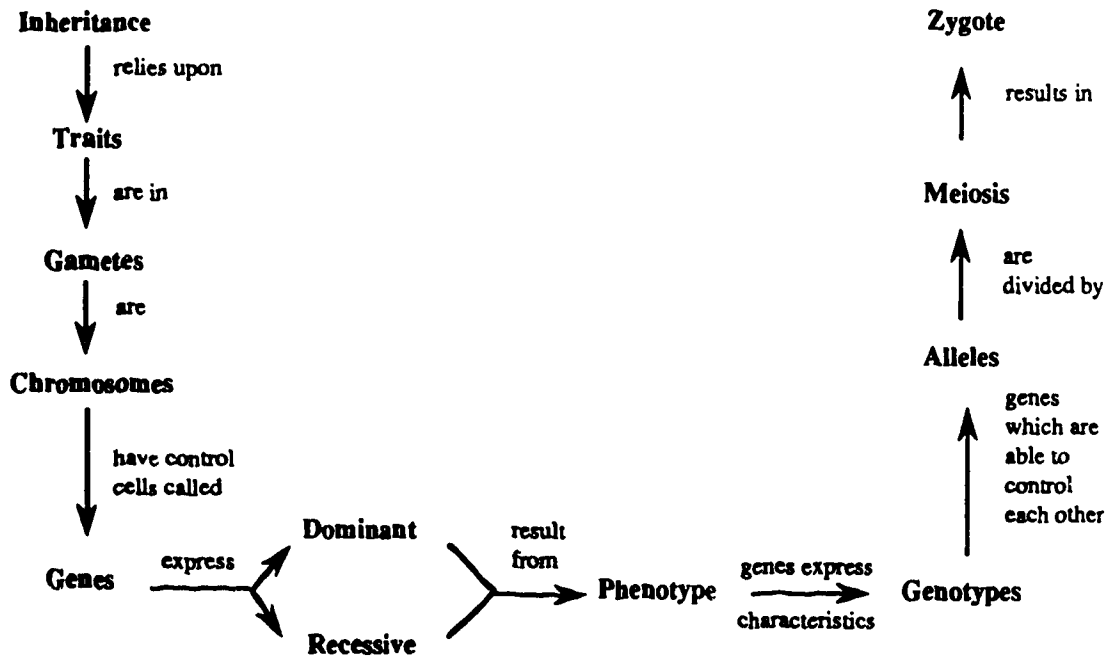 Inheritance
relies upon
Traits
are in
Gametes
are
Chromosomes
have control
cells called
Genes
express
Dominant
Recessive
result
from
Phenotype
genes express
characteristics
Genotypes
genes
which are
able to
control
each other
Alleles
are
divided by
Meiosis
results in
Zygote